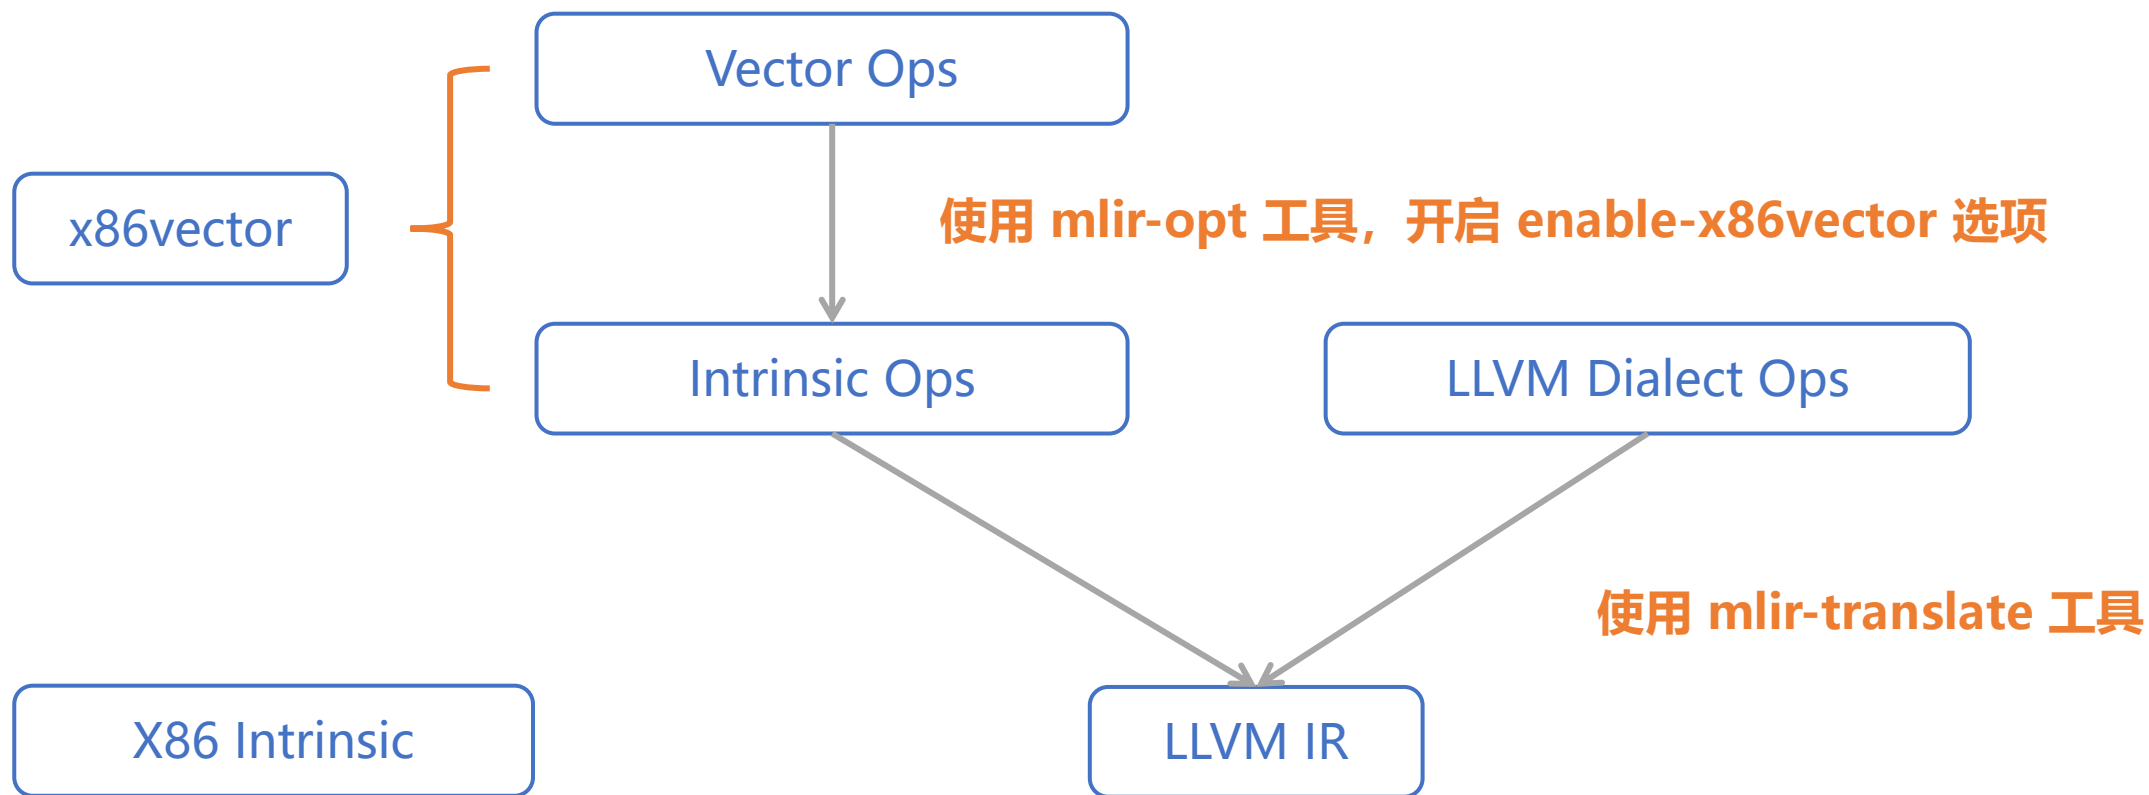 Vector Ops
x86vector
使用 mlir-opt 工具，开启 enable-x86vector 选项
Intrinsic Ops
LLVM Dialect Ops
使用 mlir-translate 工具
X86 Intrinsic
LLVM IR